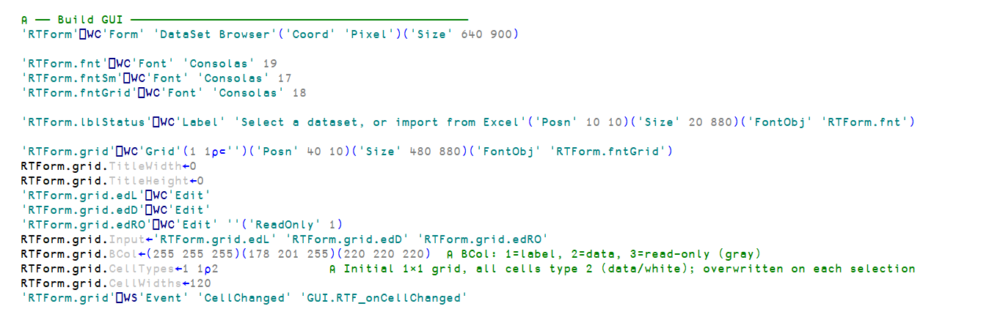 ⍝ ── Build GUI ──────────────────────────────────────────────
'RTForm'⎕WC'Form' 'DataSet Browser'('Coord' 'Pixel')('Size' 640 900)
'RTForm.fnt'⎕WC'Font' 'Consolas' 19
'RTForm.fntSm'⎕WC'Font' 'Consolas' 17
'RTForm.fntGrid'⎕WC'Font' 'Consolas' 18
'RTForm.lblStatus'⎕WC'Label' 'Select a dataset, or import from Excel'('Posn' 10 10)('Size' 20 880)('FontObj' 'RTForm.fnt')
'RTForm.grid'⎕WC'Grid'(1 1⍴⊂'')('Posn' 40 10)('Size' 480 880)('FontObj' 'RTForm.fntGrid')
RTForm.grid.TitleWidth←0
RTForm.grid.TitleHeight←0
'RTForm.grid.edL'⎕WC'Edit'
'RTForm.grid.edD'⎕WC'Edit'
'RTForm.grid.edRO'⎕WC'Edit' ''('ReadOnly' 1)
RTForm.grid.Input←'RTForm.grid.edL' 'RTForm.grid.edD' 'RTForm.grid.edRO'
RTForm.grid.BCol←(255 255 255)(178 201 255)(220 220 220)  ⍝ BCol: 1=label, 2=data, 3=read-only (gray)
RTForm.grid.CellTypes←1 1⍴2               ⍝ Initial 1×1 grid, all cells type 2 (data/white); overwritten on each selection
RTForm.grid.CellWidths←120
'RTForm.grid'⎕WS'Event' 'CellChanged' 'GUI.RTF_onCellChanged'